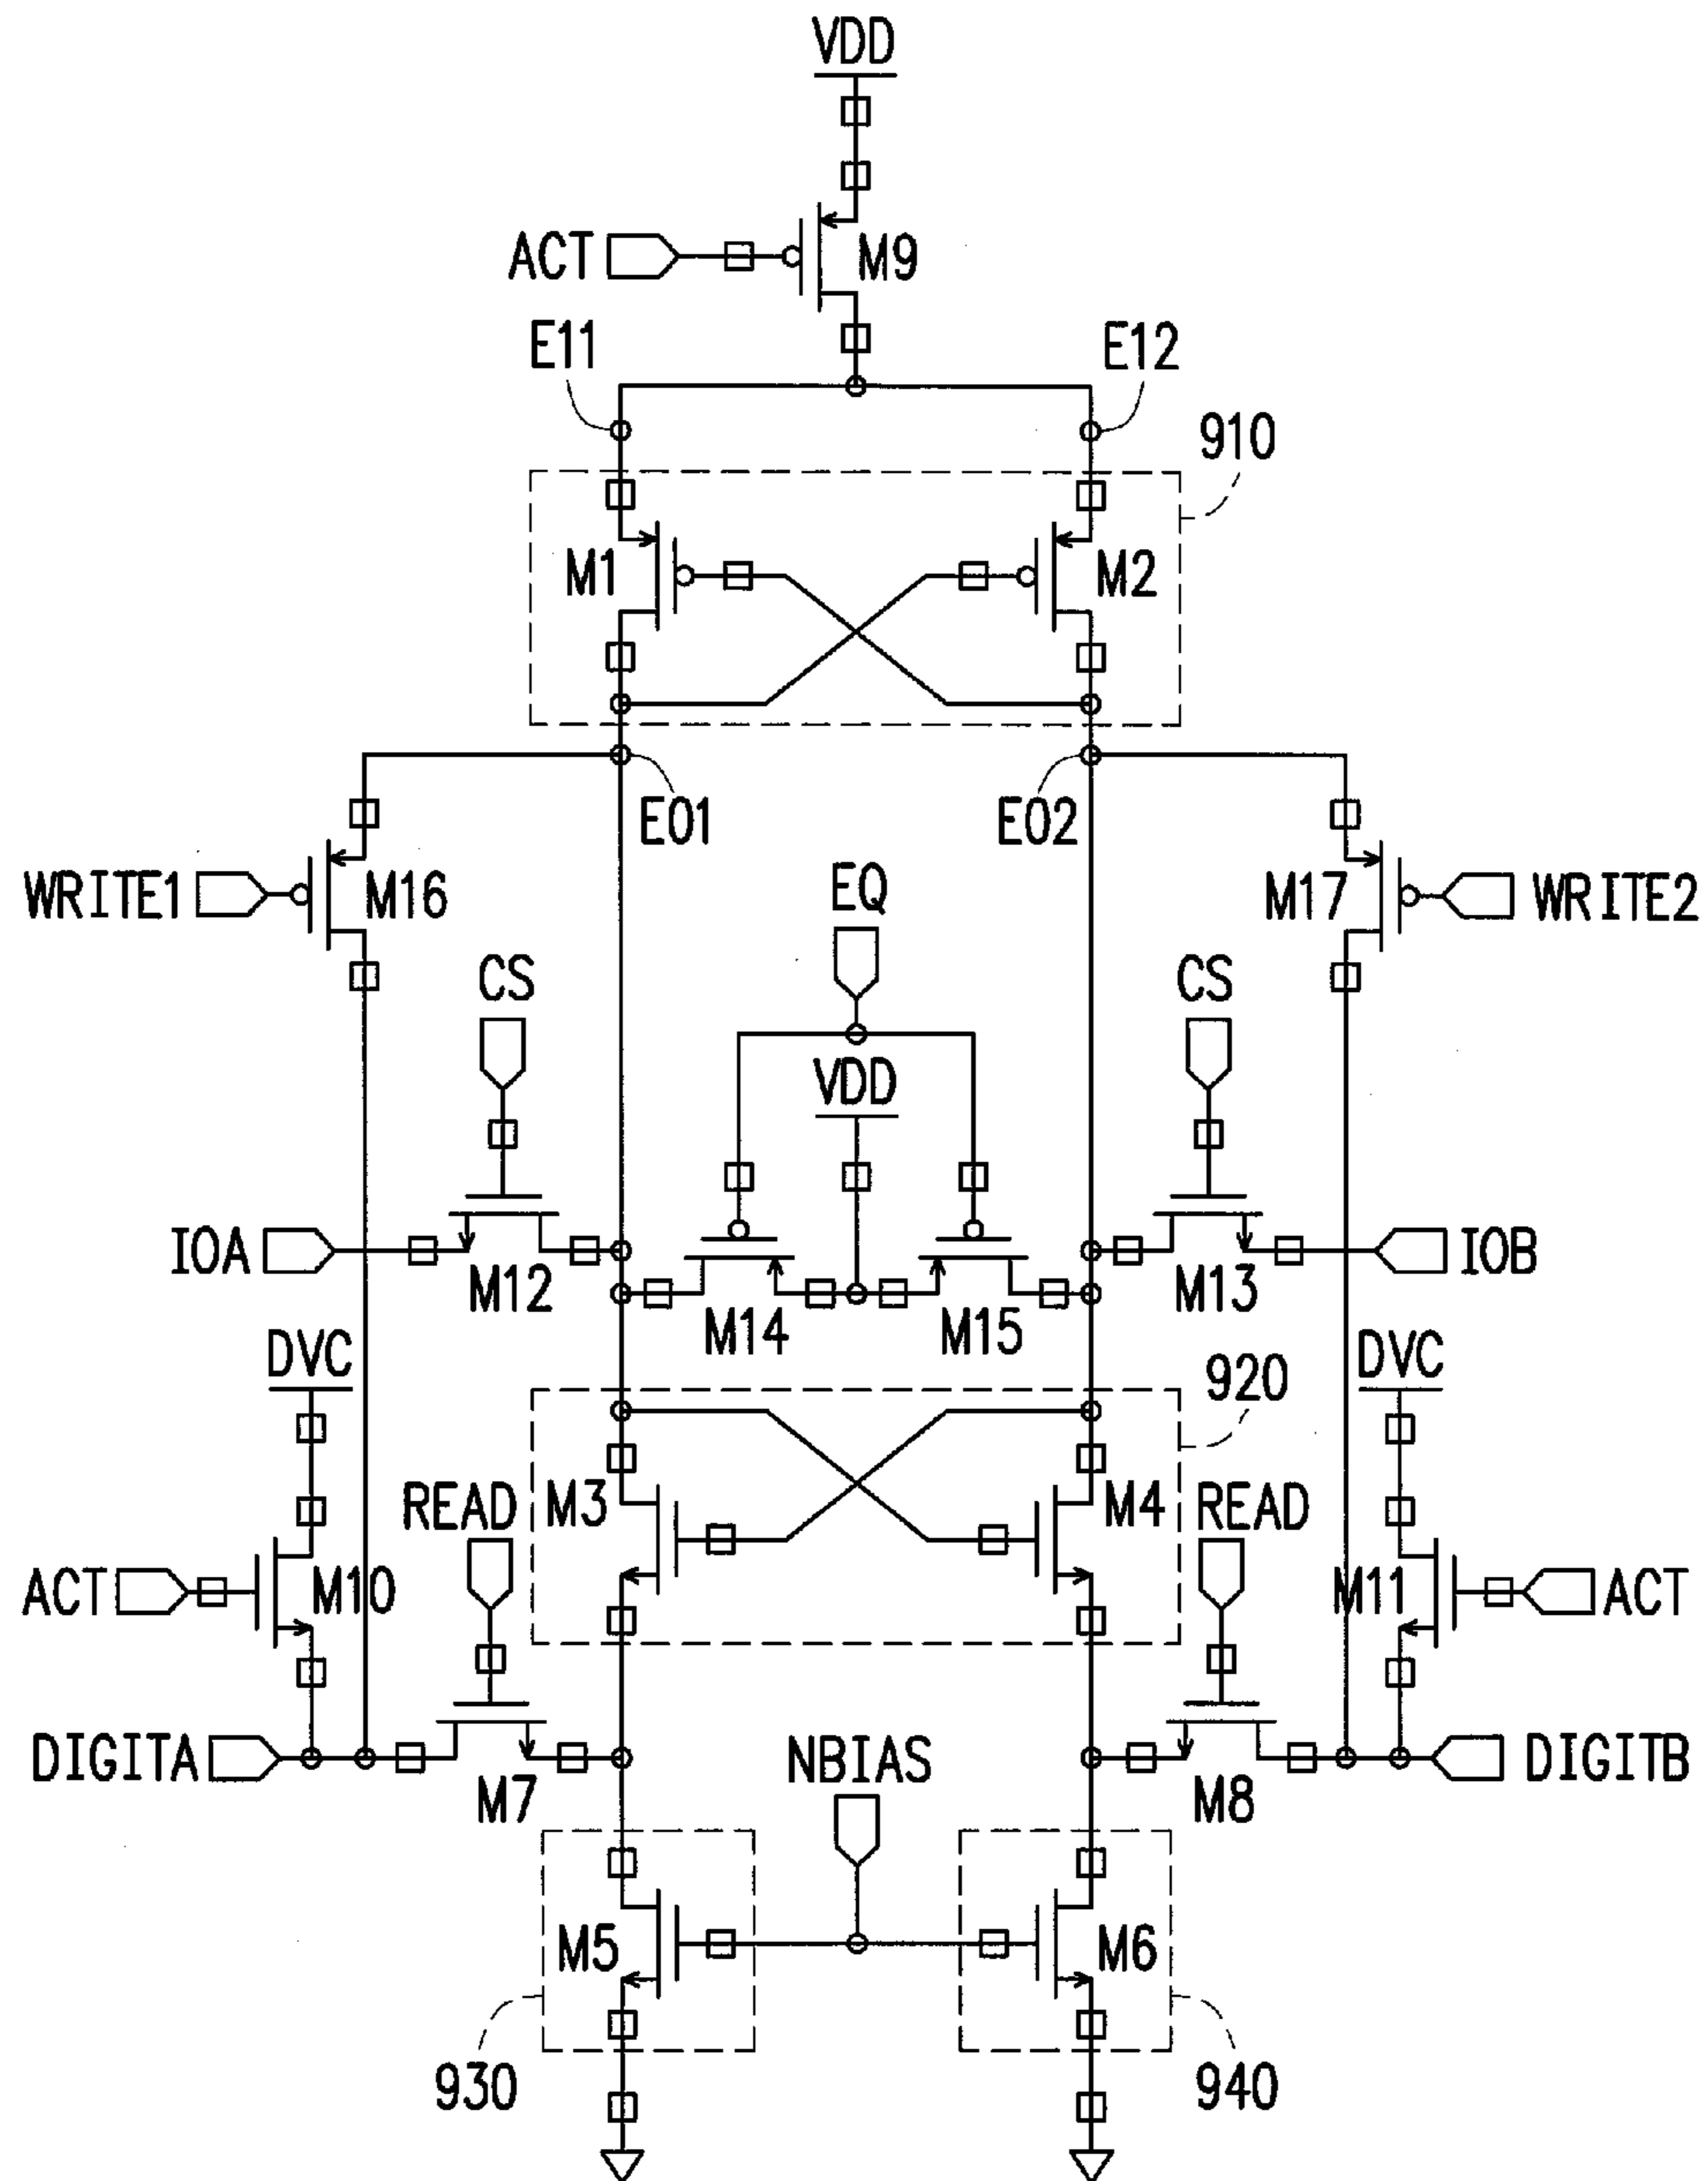 VDD
ACT
M9
E11
E12
910
M1
M2
EO1
EO2
WRITE1
M16
EQ
M17
WRITE2
CS
CS
VDD
IOA
M12
M13
IOB
M14
M15
DVC
DVC
920
READ
M3
M4
READ
ACT
M10
M11
ACT
DIGITA
M7
NBIAS
M8
DIGITB
M5
M6
930
940